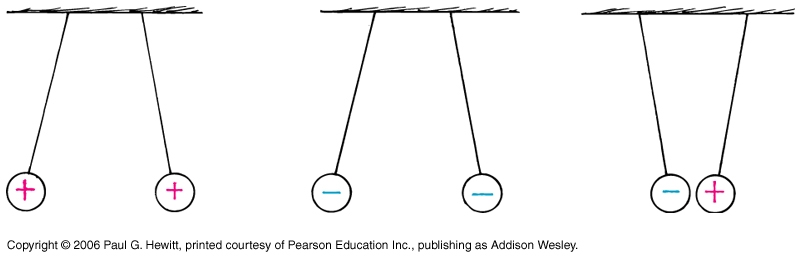 + + − − − +
Copyright © 2006 Paul G. Hewitt, printed courtesy of Pearson Education Inc., publishing as Addison Wesley.